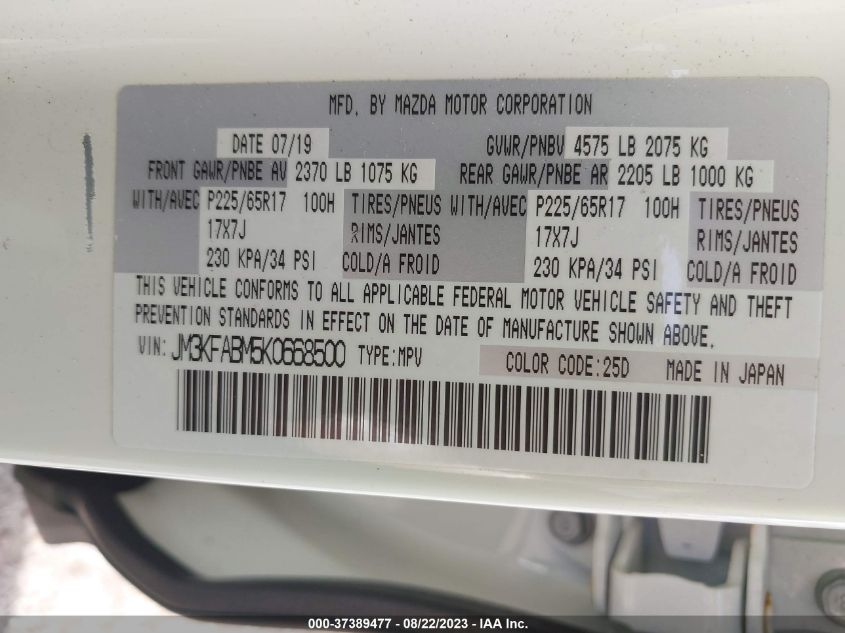 MFD. BY MAZDA MOTOR CORPORATION
DATE 07/19 GVWR/PNBV 4575 LB 2075 KG
FRONT GAWR/PNBE AV 2370 LB 1075 KG REAR GAWR/PNBE AR 2205 LB 1000 KG
WITH/AVEC P225/65R17 100H TIRES/PNEUS WITH/AVEC P225/65R17 100H TIRES/PNEUS
17X7J RIMS/JANTES 17X7J RIMS/JANTES
230 KPA/34 PSI COLD/A FROID 230 KPA/34 PSI COLD/A FROID
THIS VEHICLE CONFORMS TO ALL APPLICABLE FEDERAL MOTOR VEHICLE SAFETY AND THEFT
PREVENTION STANDARDS IN EFFECT ON THE DATE OF MANUFACTURE SHOWN ABOVE.
VIN: JM3KFABM5K0668500 TYPE:MPV COLOR CODE:25D MADE IN JAPAN
000-37389477 - 08/22/2023 - IAA Inc.